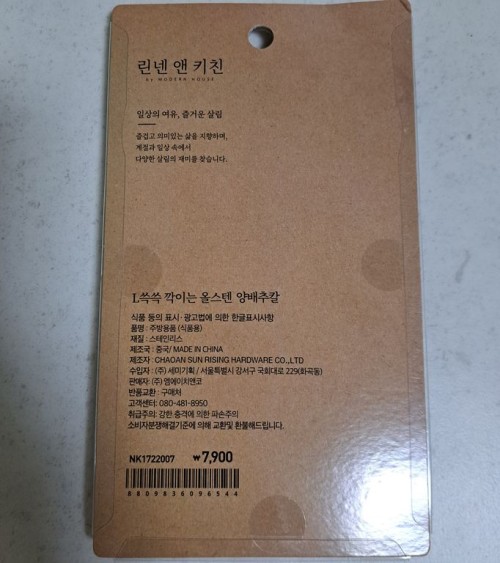 린넨 앤 키친
BY MODERN HOUSE
일상의 여유, 즐거운 살림
즐겁고 의미있는 삶을 지향하며,
계절과 일상 속에서
다양한 살림의 재미를 찾습니다.
L쓱쓱 깍이는 올스텐 양배추칼
식품 등의 표시·광고법에 의한 한글표시사항
품명 : 주방용품 (식품용)
재질 : 스테인리스
제조국 : 중국/ MADE IN CHINA
제조자 : CHAOAN SUN RISING HARDWARE CO.,LTD
수입자 : (주) 세미기획 / 서울특별시 강서구 국회대로 229(화곡동)
판매자: (주) 엠에이치앤코
반품교환 : 구매처
고객센터: 080-481-8950
취급주의: 강한 충격에 의한 파손주의
소비자분쟁해결기준에 의해 교환및 환불해드립니다.
NK1722007 ₩7,900
8809836096544